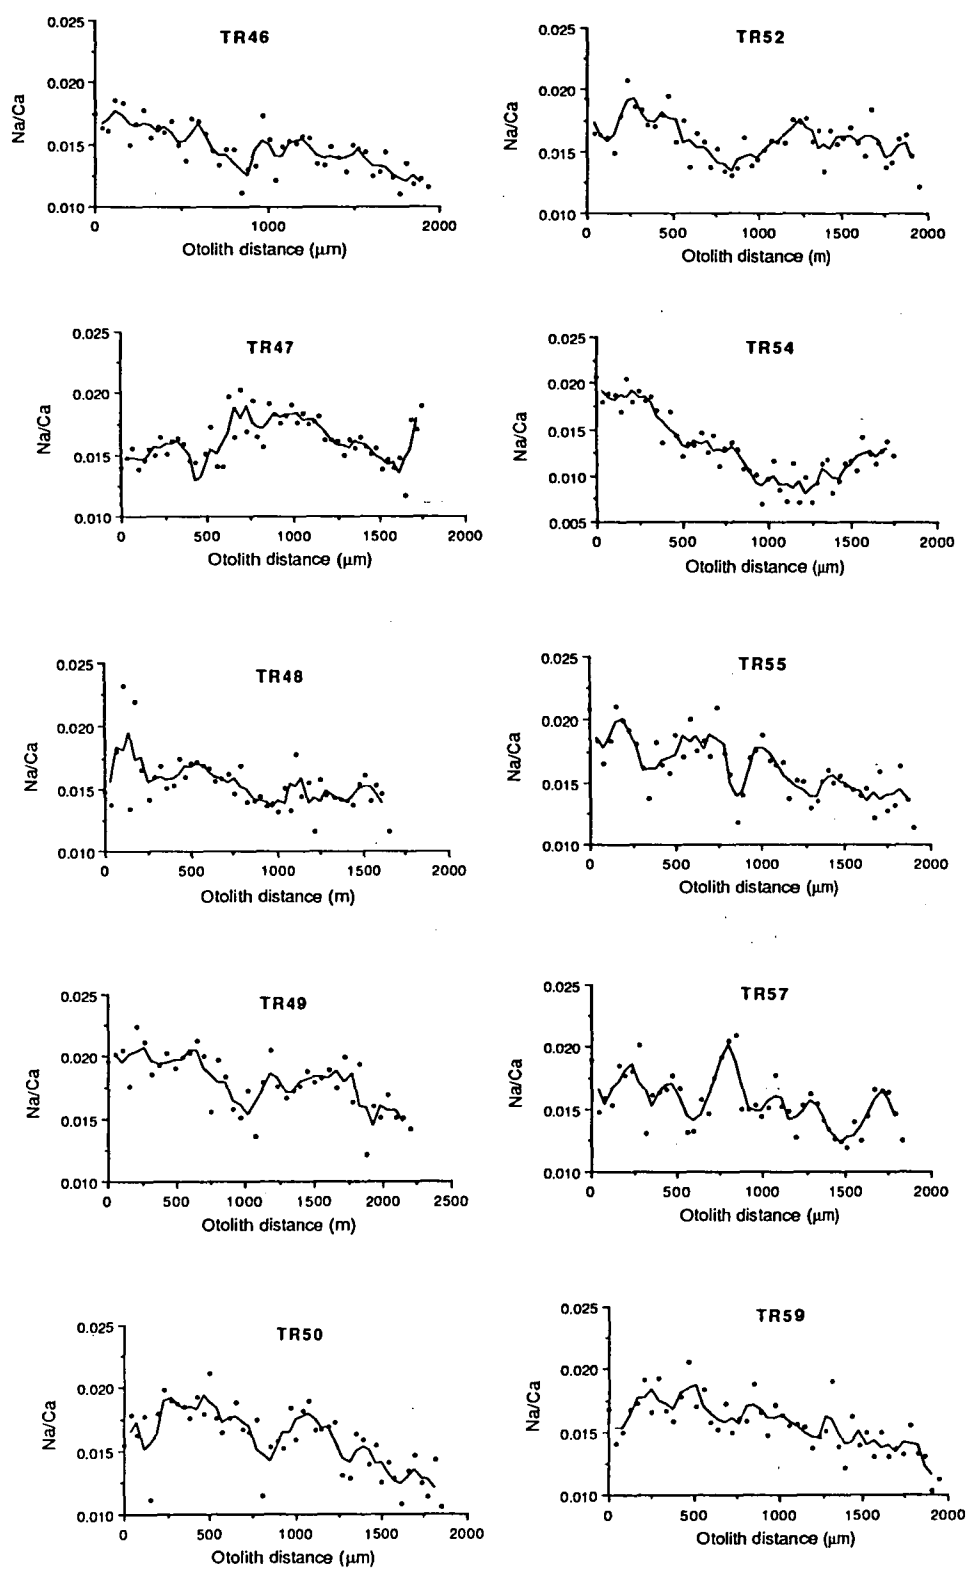 TR46
0.025
0.020
0.015
0.010
Na/Ca
0 1000 2000
Otolith distance (μm)
TR52
0.025
0.020
0.015
0.010
Na/Ca
0 500 1000 1500 2000
Otolith distance (m)
TR47
0.025
0.020
0.015
0.010
Na/Ca
0 500 1000 1500 2000
Otolith distance (μm)
TR54
0.025
0.020
0.015
0.010
0.005
Na/Ca
0 500 1000 1500 2000
Otolith distance (μm)
TR48
0.025
0.020
0.015
0.010
Na/Ca
0 500 1000 1500 2000
Otolith distance (m)
TR55
0.025
0.020
0.015
0.010
Na/Ca
0 500 1000 1500 2000
Otolith distance (μm)
TR49
0.025
0.020
0.015
0.010
Na/Ca
0 500 1000 1500 2000 2500
Otolith distance (m)
TR57
0.025
0.020
0.015
0.010
Na/Ca
0 500 1000 1500 2000
Otolith distance (μm)
TR50
0.025
0.020
0.015
0.010
Na/Ca
0 500 1000 1500 2000
Otolith distance (μm)
TR59
0.025
0.020
0.015
0.010
Na/Ca
0 500 1000 1500 2000
Otolith distance (μm)